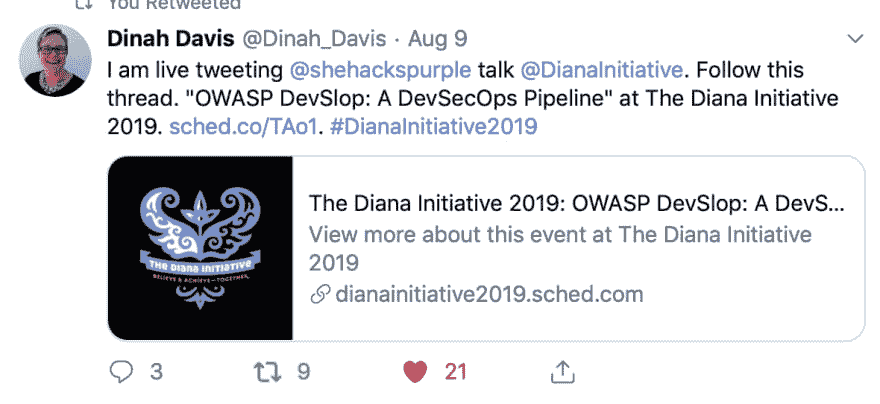 You Retweeted
Dinah Davis @Dinah_Davis · Aug 9
I am live tweeting @shehackspurple talk @DianaInitiative. Follow this
thread. "OWASP DevSlop: A DevSecOps Pipeline" at The Diana Initiative
2019. sched.co/TAo1. #DianaInitiative2019
THE DIANA INITIATIVE
BELIEVE & ACHIEVE - TOGETHER.
The Diana Initiative 2019: OWASP DevSlop: A DevS...
View more about this event at The Diana Initiative
2019
dianainitiative2019.sched.com
3 9 21